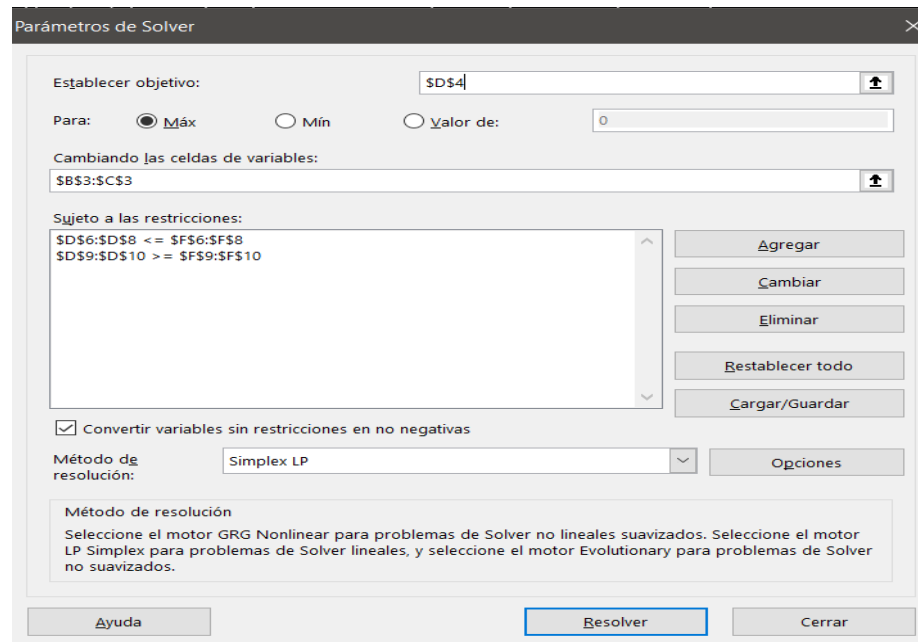 Parámetros de Solver
Establecer objetivo: $D$4
Para: Máx Mín Valor de: 0
Cambiando las celdas de variables:
$B$3:$C$3
Sujeto a las restricciones:
$D$6:$D$8 <= $F$6:$F$8
$D$9:$D$10 >= $F$9:$F$10
Agregar
Cambiar
Eliminar
Restablecer todo
Cargar/Guardar
Convertir variables sin restricciones en no negativas
Método de
resolución:
Simplex LP
Opciones
Método de resolución
Seleccione el motor GRG Nonlinear para problemas de Solver no lineales suavizados. Seleccione el motor
LP Simplex para problemas de Solver lineales, y seleccione el motor Evolutionary para problemas de Solver
no suavizados.
Ayuda Resolver Cerrar